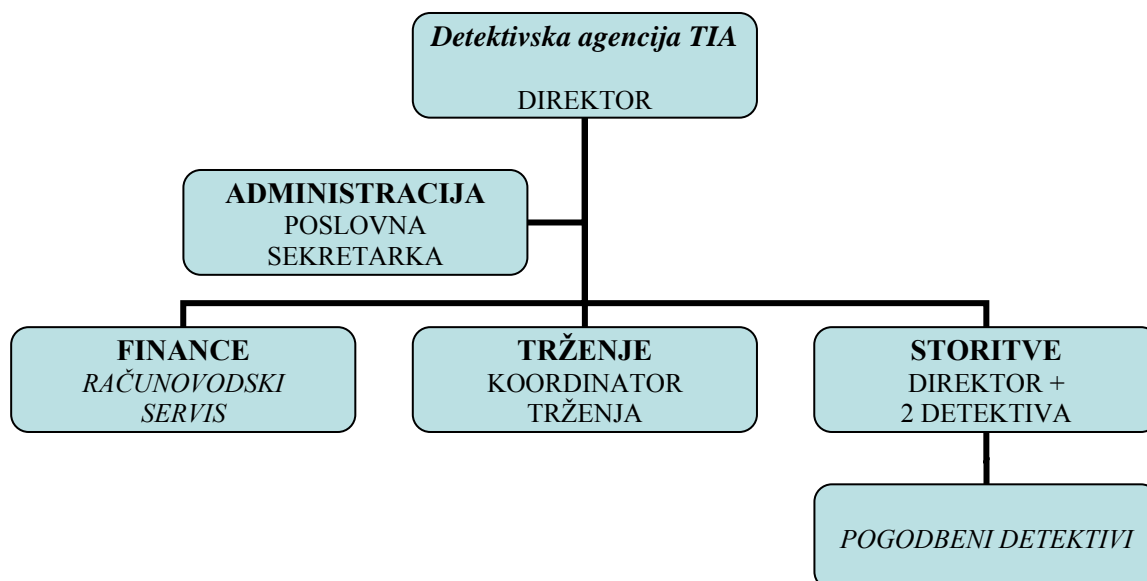 Detektivska agencija TIA
DIREKTOR
ADMINISTRACIJA
POSLOVNA
SEKRETARKA
FINANCE
RAČUNOVODSKI
SERVIS
TRŽENJE
KOORDINATOR
TRŽENJA
STORITVE
DIREKTOR +
2 DETEKTIVA
POGODBENI DETEKTIVI